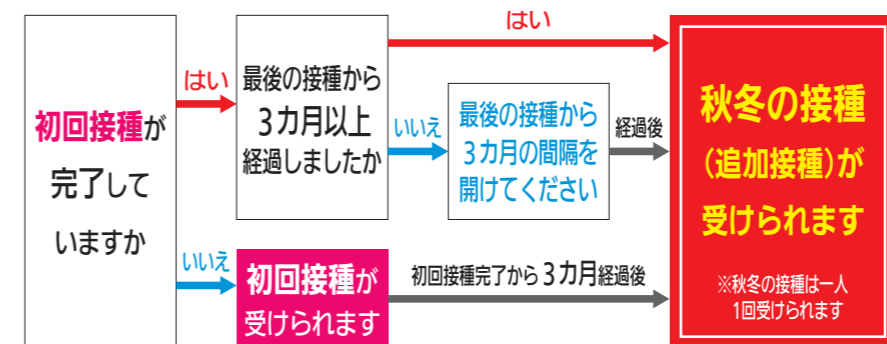 初回接種が
完了して
いますか
はい
最後の接種から
3カ月以上
経過しましたか
はい
いいえ
最後の接種から
3カ月の間隔を
開けてください
経過後
いいえ
初回接種が
受けられます
初回接種完了から3カ月経過後
秋冬の接種
(追加接種)が
受けられます
※秋冬の接種は一人
1回受けられます